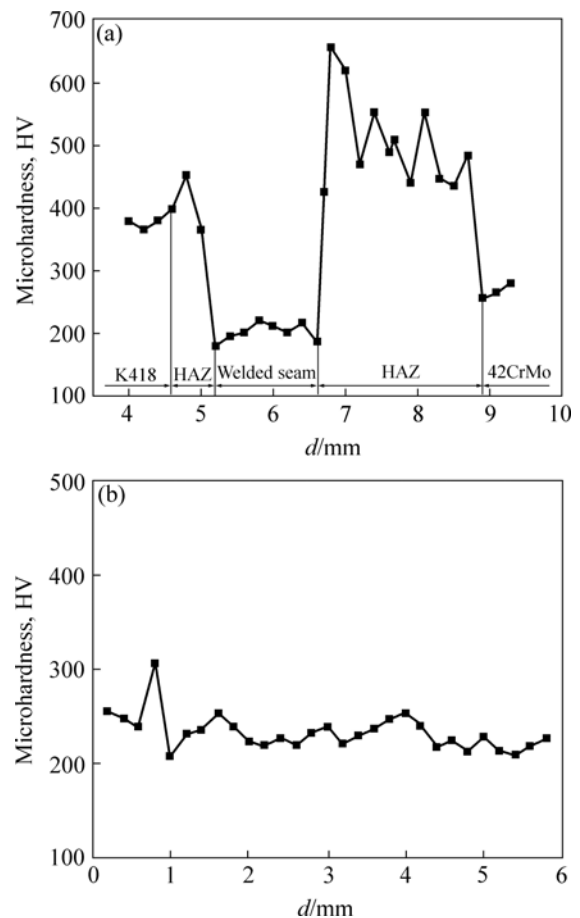 700
(a)
600
500
400
300
200
100
Microhardness, HV
K418 HAZ Welded seam HAZ 42CrMo
4 5 6 7 8 9 10
d/mm
500
(b)
400
300
200
100
Microhardness, HV
0 1 2 3 4 5 6
d/mm